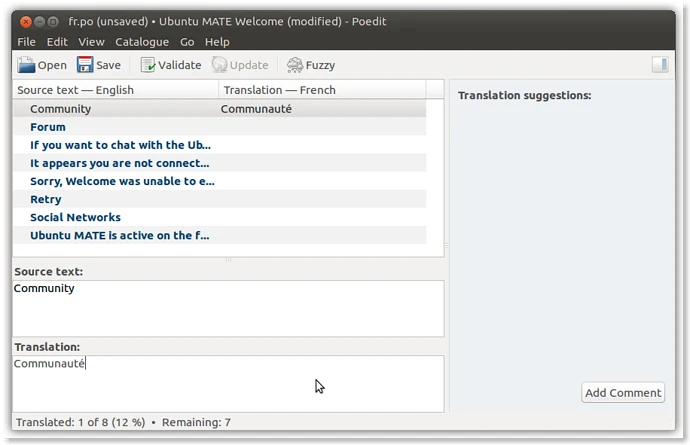 fr.po (unsaved) • Ubuntu MATE Welcome (modified) - Poedit
File Edit View Catalogue Go Help
Open Save Validate Update Fuzzy
Source text — English Translation — French
Community Communauté
Forum
If you want to chat with the Ub...
It appears you are not connect...
Sorry, Welcome was unable to e...
Retry
Social Networks
Ubuntu MATE is active on the f...
Translation suggestions:
Source text:
Community
Translation:
Communauté
Add Comment
Translated: 1 of 8 (12 %) • Remaining: 7